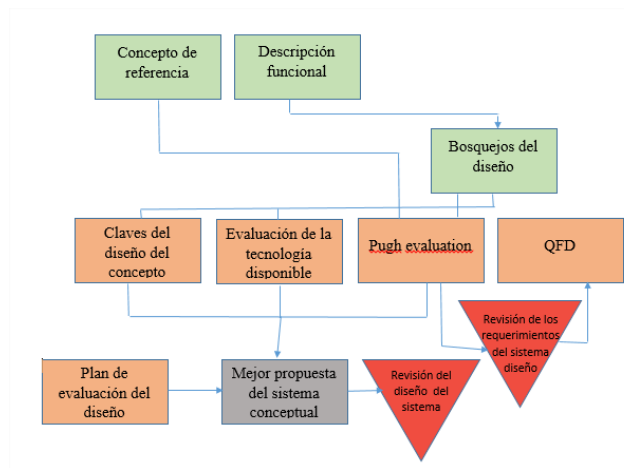 Concepto de
referencia
Descripción
funcional
Bosquejos del
diseño
Claves del
diseño del
concepto
Evaluación de la
tecnología
disponible
Pugh evaluation
QFD
Revisión de los
requerimientos
del sistema
diseño
Plan de
evaluación del
diseño
Mejor propuesta
del sistema
conceptual
Revisión del
diseño del
sistema